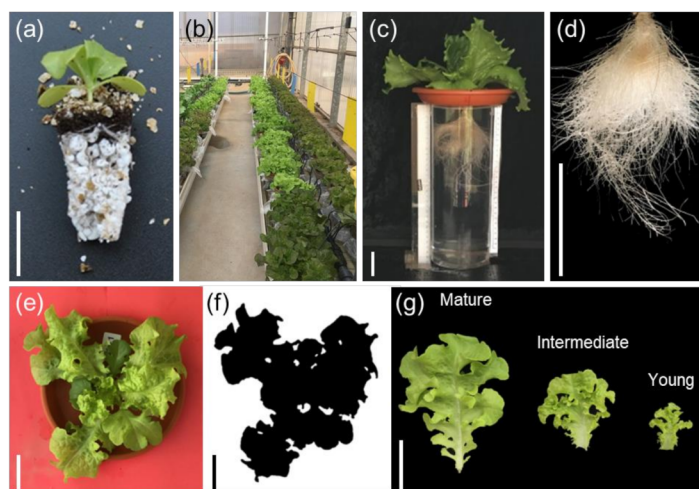 (a)
(b)
(c)
(d)
(e)
(f)
(g)
Mature
Intermediate
Young